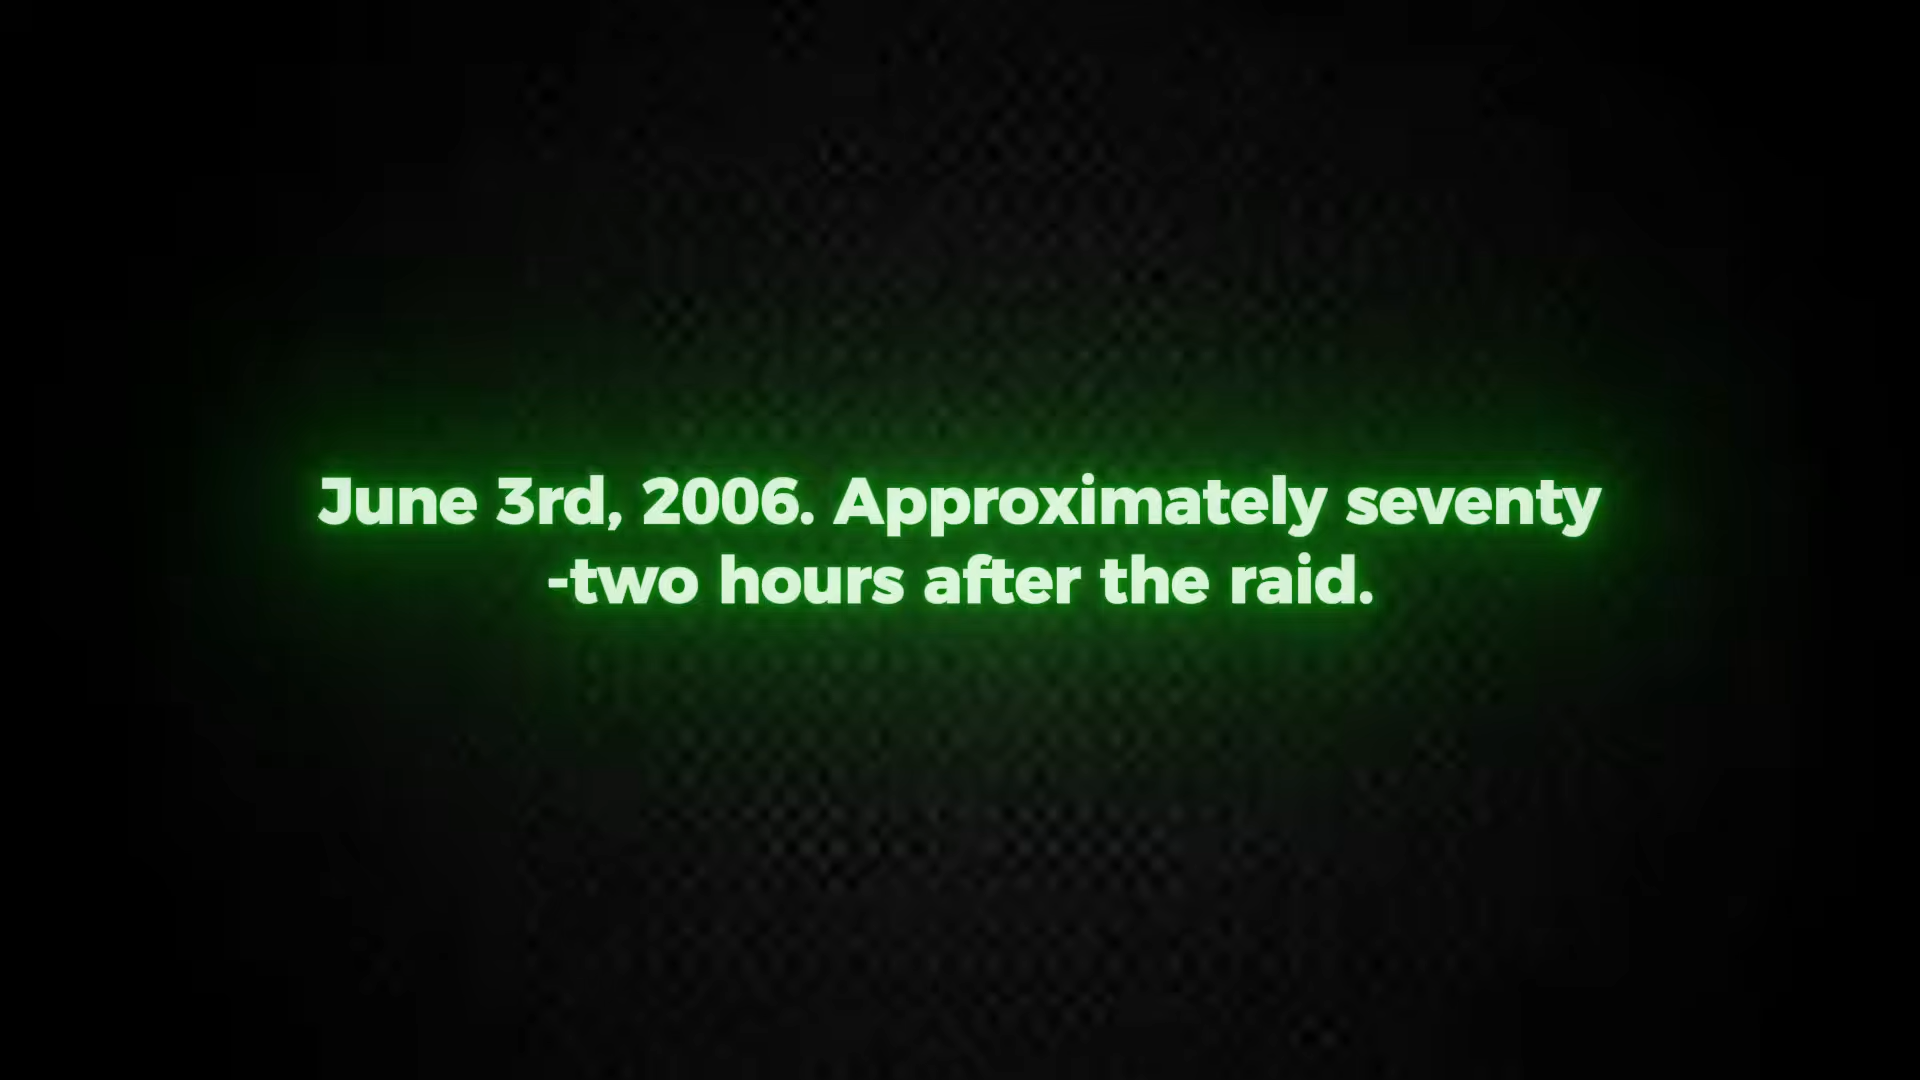 June 3rd, 2006. Approximately seventy
-two hours after the raid.